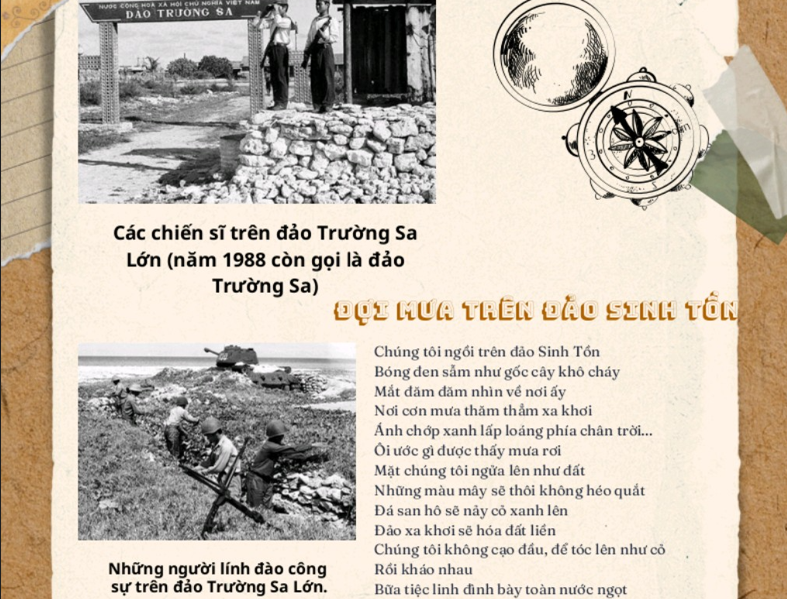 NƯỚC CỘNG HOÀ XÃ HỘI CHỦ NGHĨA VIỆT NAM
ĐẢO TRƯỜNG SA
N
Các chiến sĩ trên đảo Trường Sa
Lớn (năm 1988 còn gọi là đảo
Trường Sa)
ĐỢI MƯA TRÊN ĐẢO SINH TỒN
Chúng tôi ngồi trên đảo Sinh Tồn
Bóng đen sẫm như gốc cây khô cháy
Mắt đăm đăm nhìn về nơi ấy
Nơi cơn mưa thăm thẳm xa khơi
Ánh chớp xanh lấp loáng phía chân trời...
Ôi ước gì được thấy mưa rơi
Mặt chúng tôi ngửa lên như đất
Những màu mây sẽ thôi không héo quắt
Đá san hô sẽ nảy cỏ xanh lên
Đảo xa khơi sẽ hóa đất liền
Chúng tôi không cạo đầu, để tóc lên như cỏ
Rồi kháo nhau
Bữa tiệc linh đình bày toàn nước ngọt
Những người lính đào công
sự trên đảo Trường Sa Lớn.